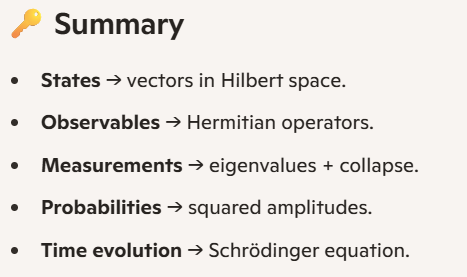 🔑 Summary
• States → vectors in Hilbert space.
• Observables → Hermitian operators.
• Measurements → eigenvalues + collapse.
• Probabilities → squared amplitudes.
• Time evolution → Schrödinger equation.